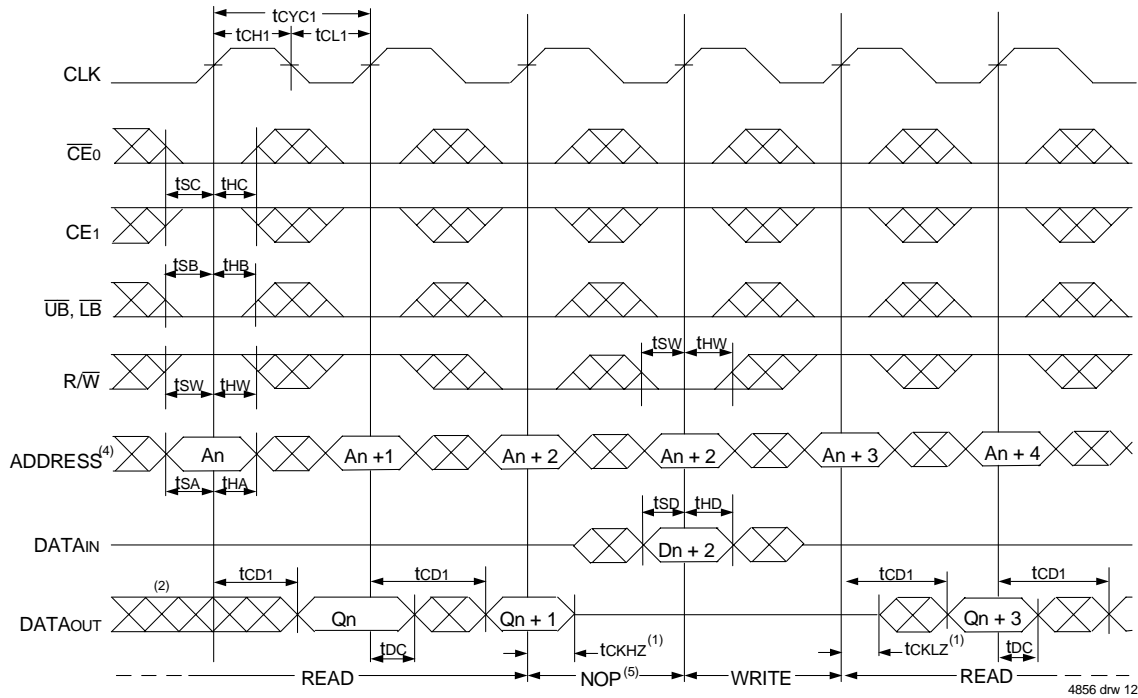 tCYC1
tCH1 tCL1
CLK
CE0
tSC tHC
CE1
tSB tHB
UB, LB
tSW tHW
R/W
tSW tHW
ADDRESS(4) An An +1 An + 2 An + 2 An + 3 An + 4
tSA tHA
tSD tHD
DATAIN Dn + 2
tCD1 tCD1 tCD1 tCD1
(2)
DATAOUT Qn Qn + 1 Qn + 3
tDC tCKHZ(1) tCKLZ(1) tDC
READ NOP(5) WRITE READ
4856 drw 12